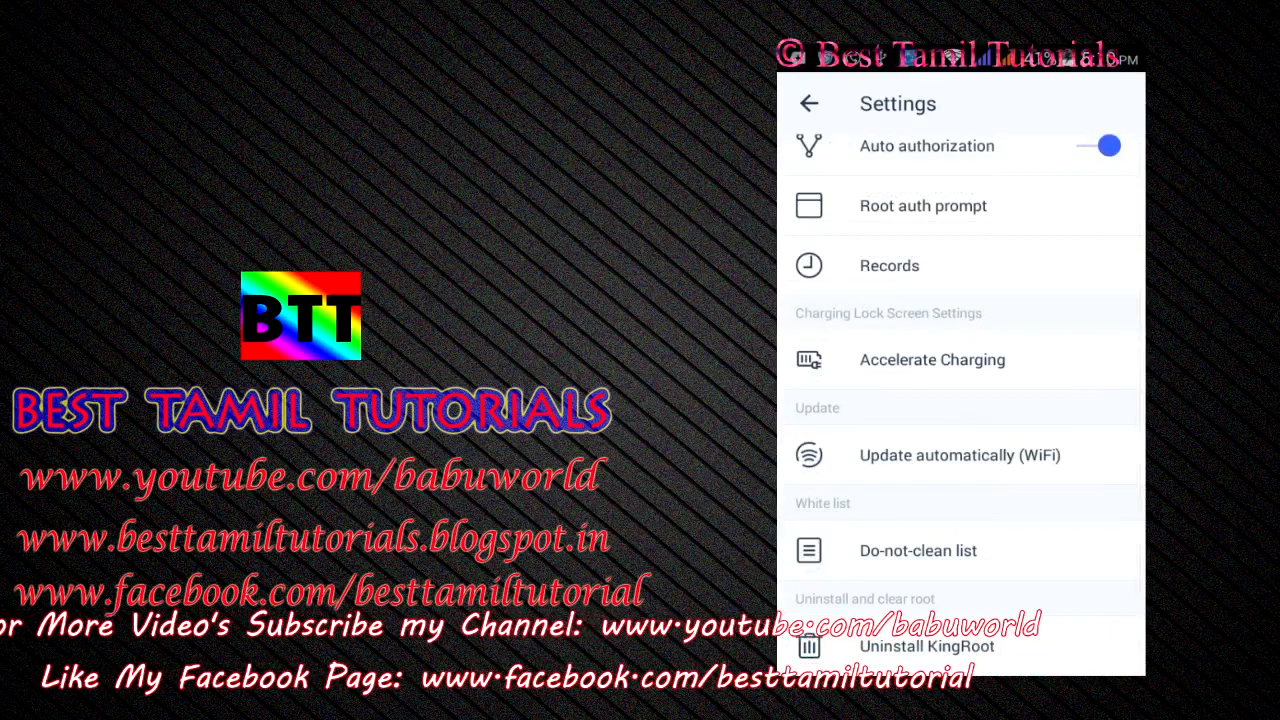 © Best Tamil Tutorials
41%
PM
Settings
Auto authorization
Root auth prompt
Records
Charging Lock Screen Settings
Accelerate Charging
Update
Update automatically (WiFi)
White list
Do-not-clean list
Uninstall and clear root
Uninstall KingRoot
BTT
BEST TAMIL TUTORIALS
www.youtube.com/babuworld
www.besttamiltutorials.blogspot.in
www.facebook.com/besttamiltutorial
or More Video's Subscribe my Channel: www.youtube.com/babuworld
Like My Facebook Page: www.facebook.com/besttamiltutorial